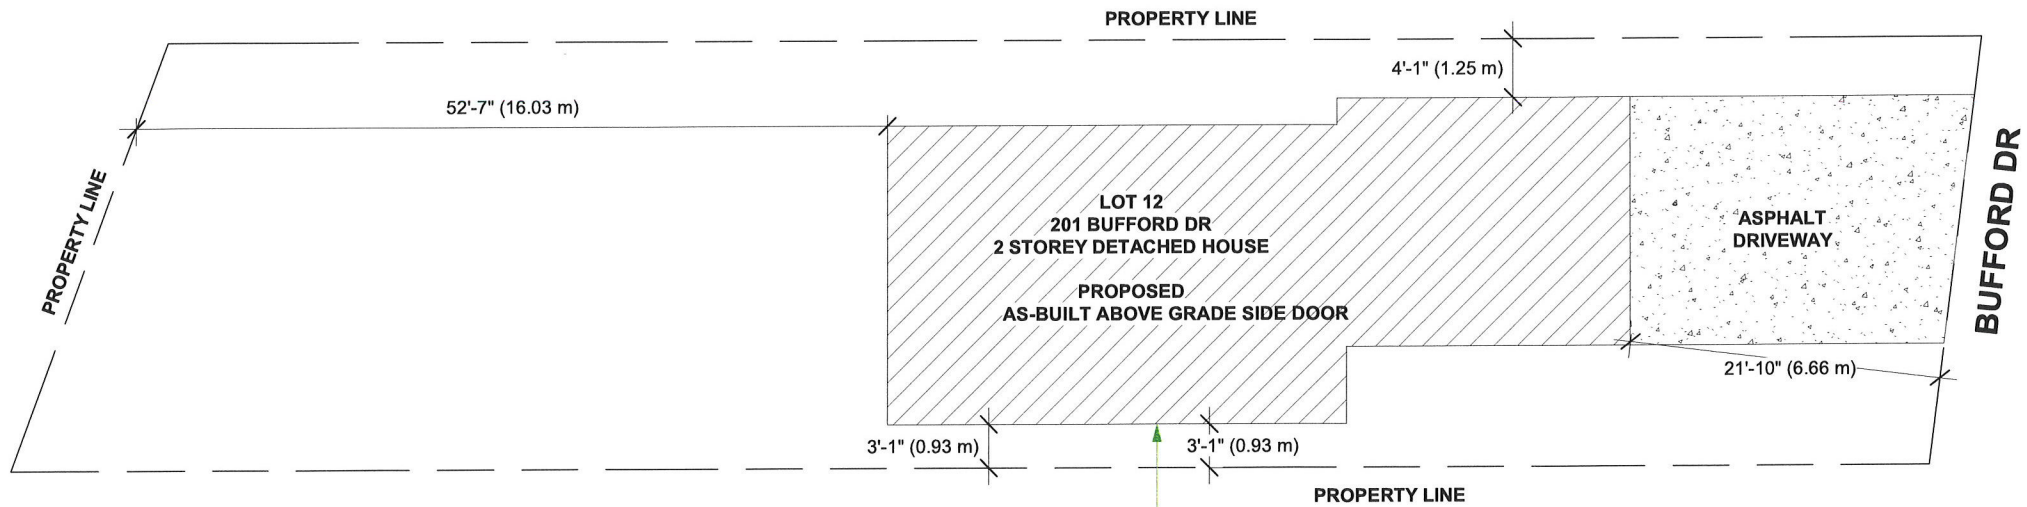 PROPERTY LINE
4'-1" (1.25 m)
52'-7" (16.03 m)
PROPERTY LINE
LOT 12
201 BUFFORD DR
2 STOREY DETACHED HOUSE
PROPOSED
AS-BUILT ABOVE GRADE SIDE DOOR
ASPHALT
DRIVEWAY
BUFFORD DR
21'-10" (6.66 m)
3'-1" (0.93 m)
3'-1" (0.93 m)
PROPERTY LINE